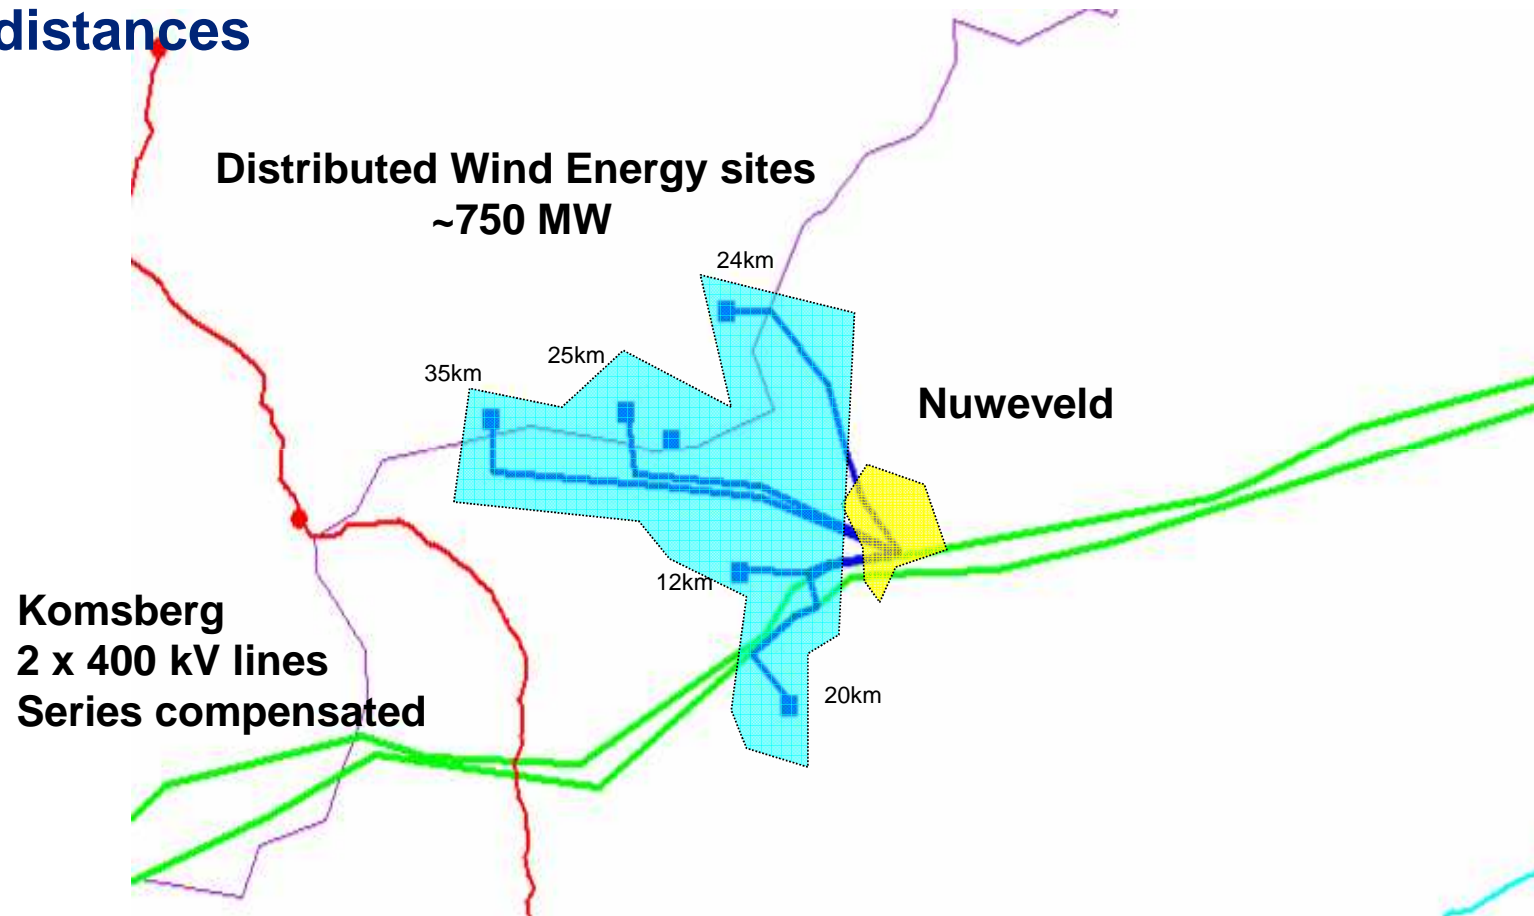 distances
Distributed Wind Energy sites
~750 MW
24km
25km
35km
Nuweveld
12km
Komsberg
2 x 400 kV lines
Series compensated
20km